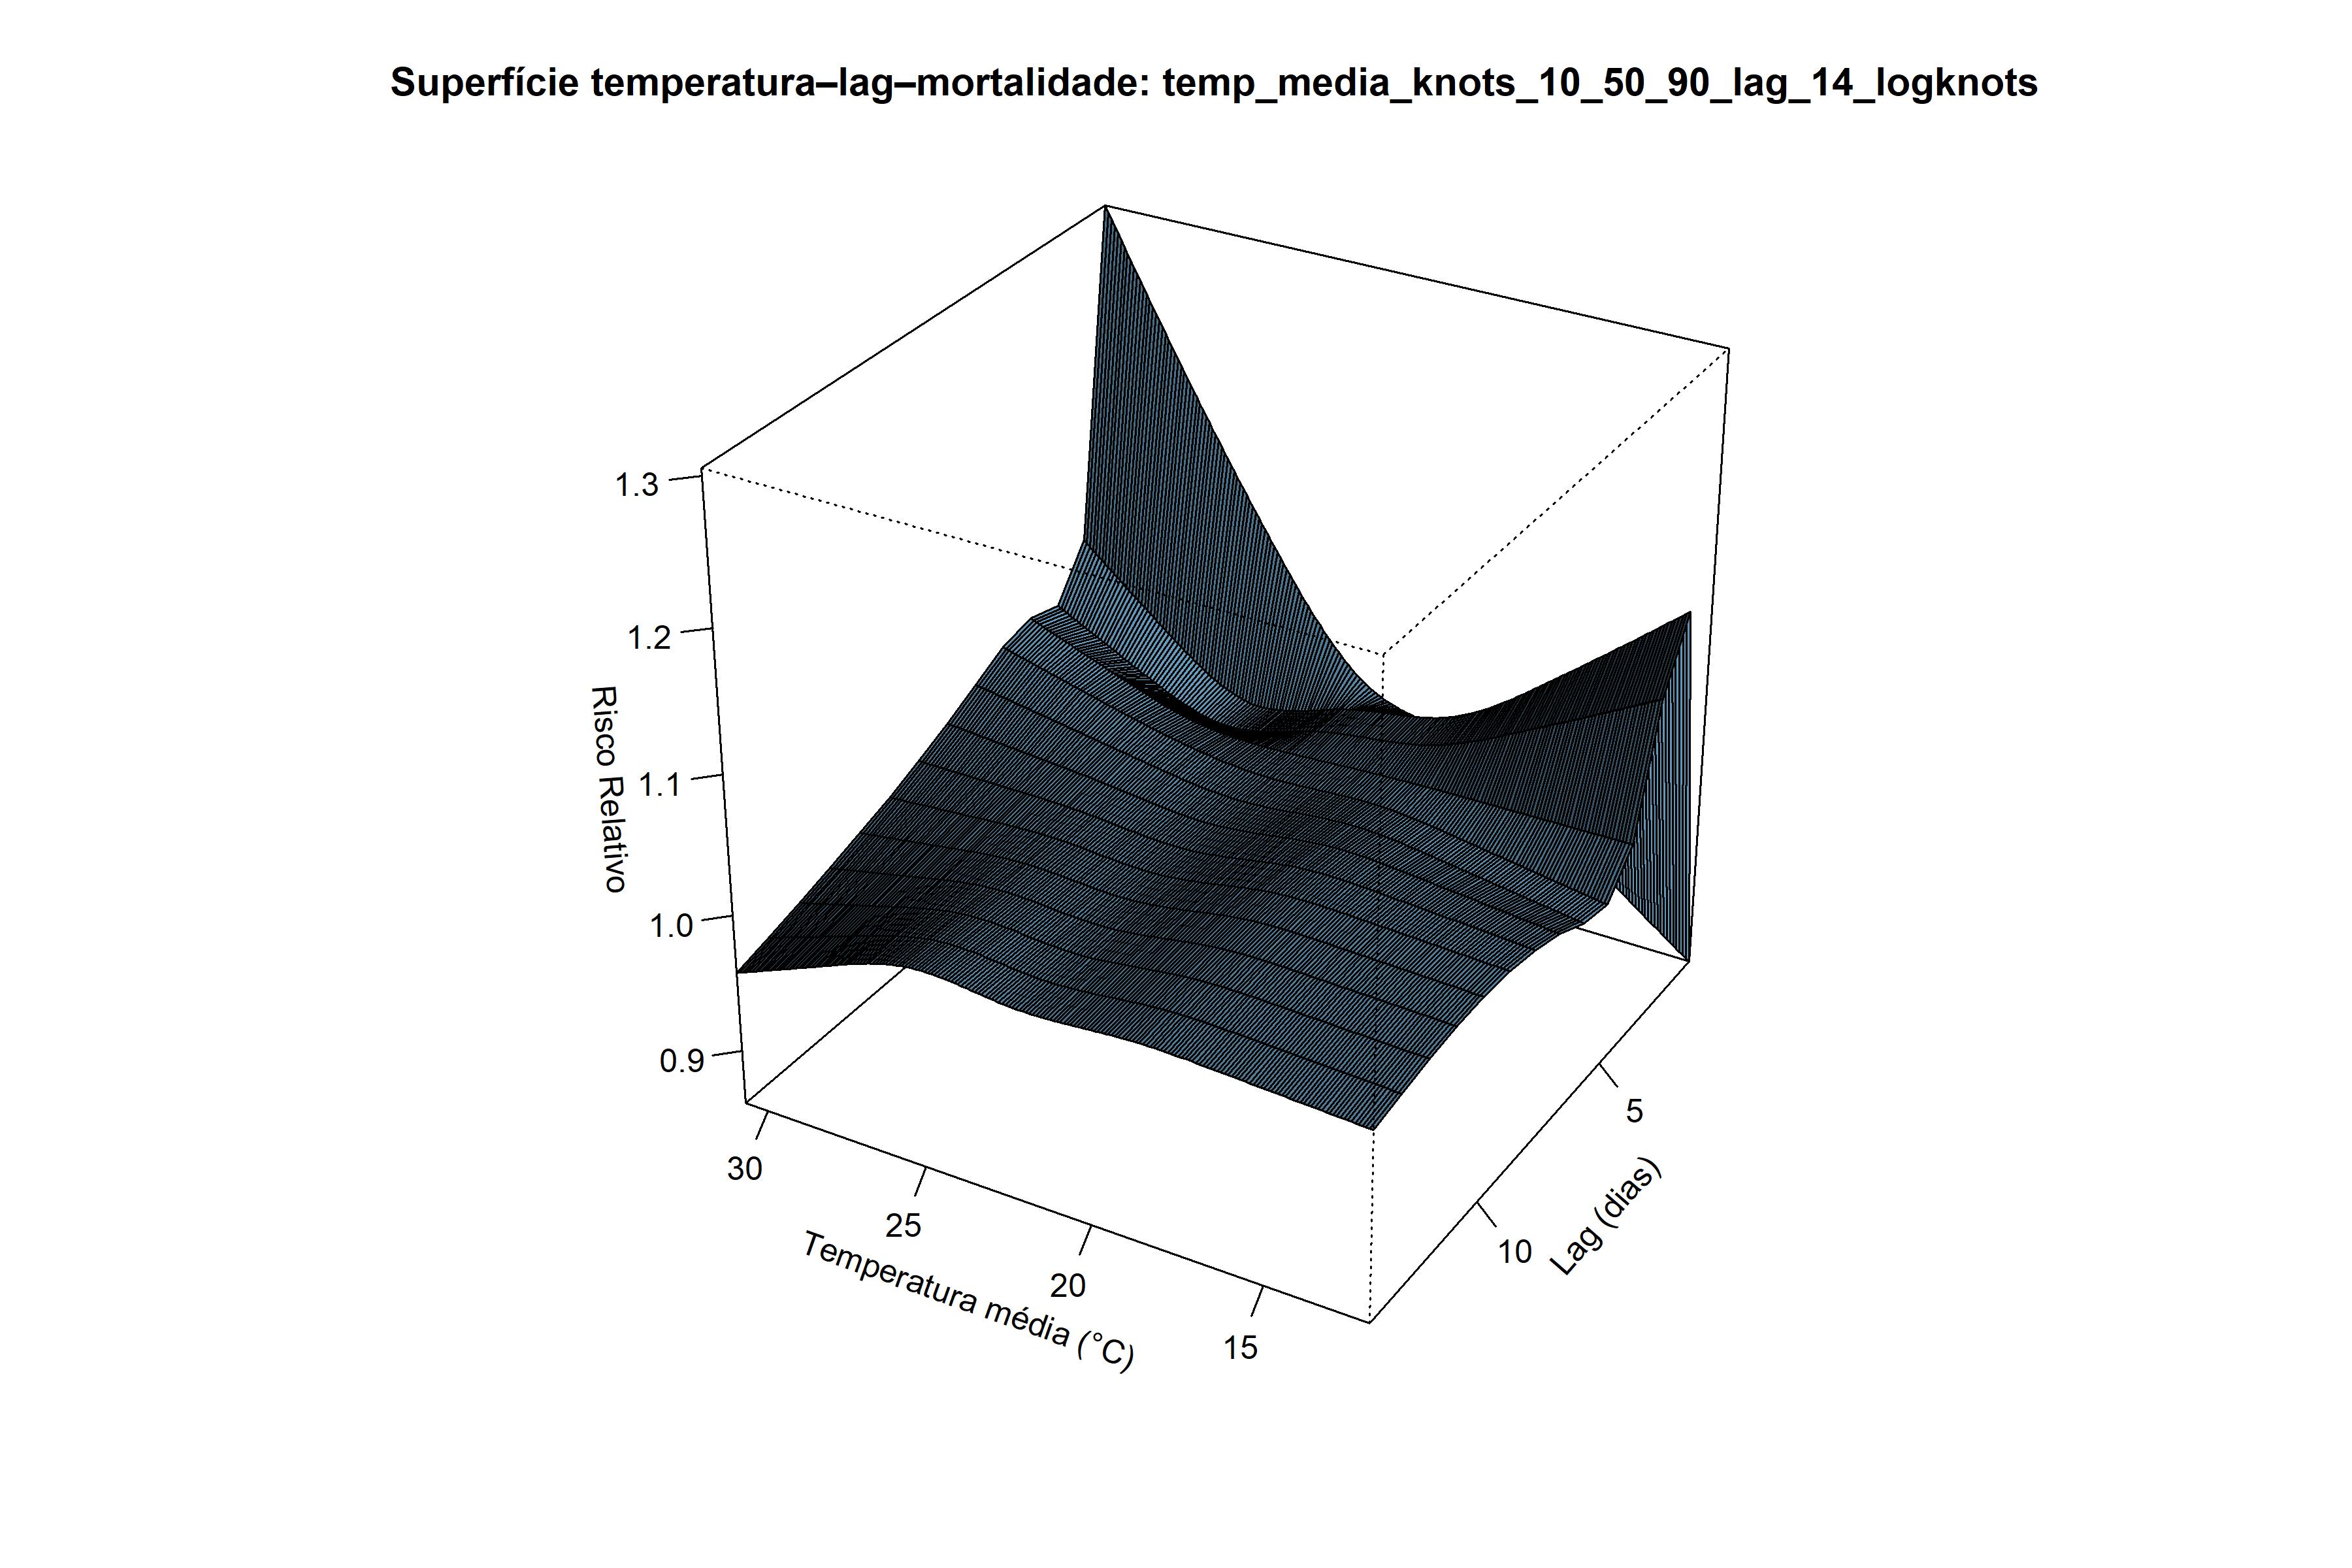 Superfície temperatura–lag–mortalidade: temp_media_knots_10_50_90_lag_14_logknots
1.3
1.2
1.1
1.0
0.9
Risco Relativo
30
25
20
15
Temperatura média (°C)
5
10
Lag (dias)